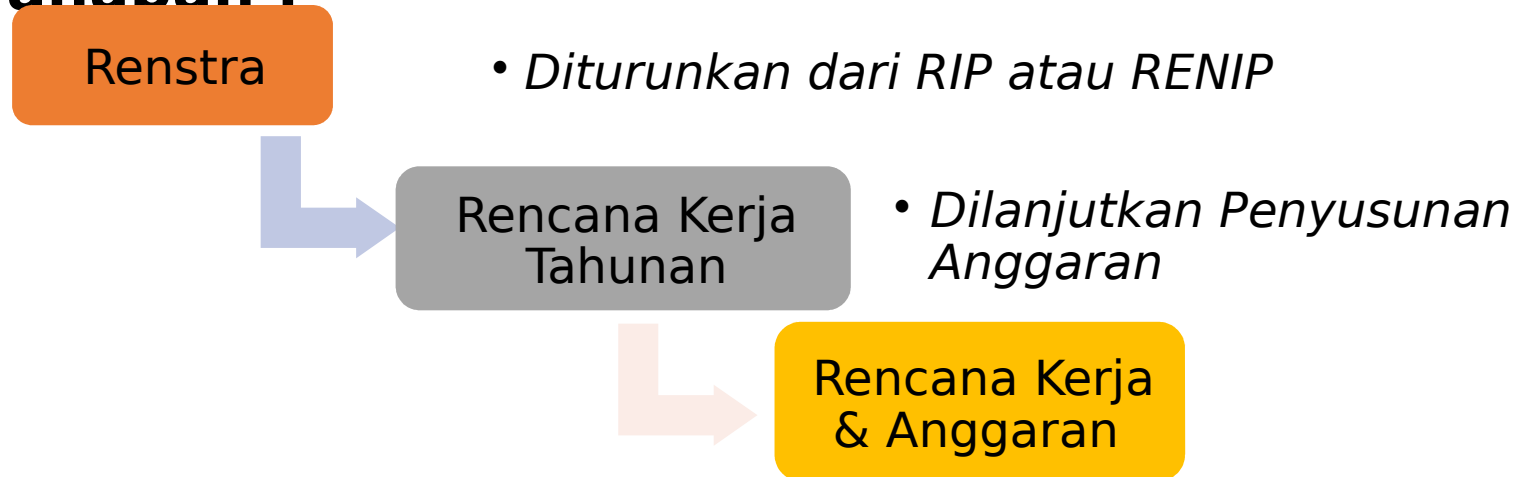 Renstra
• Diturunkan dari RIP atau RENIP
Rencana Kerja
Tahunan
• Dilanjutkan Penyusunan
Anggaran
Rencana Kerja
& Anggaran